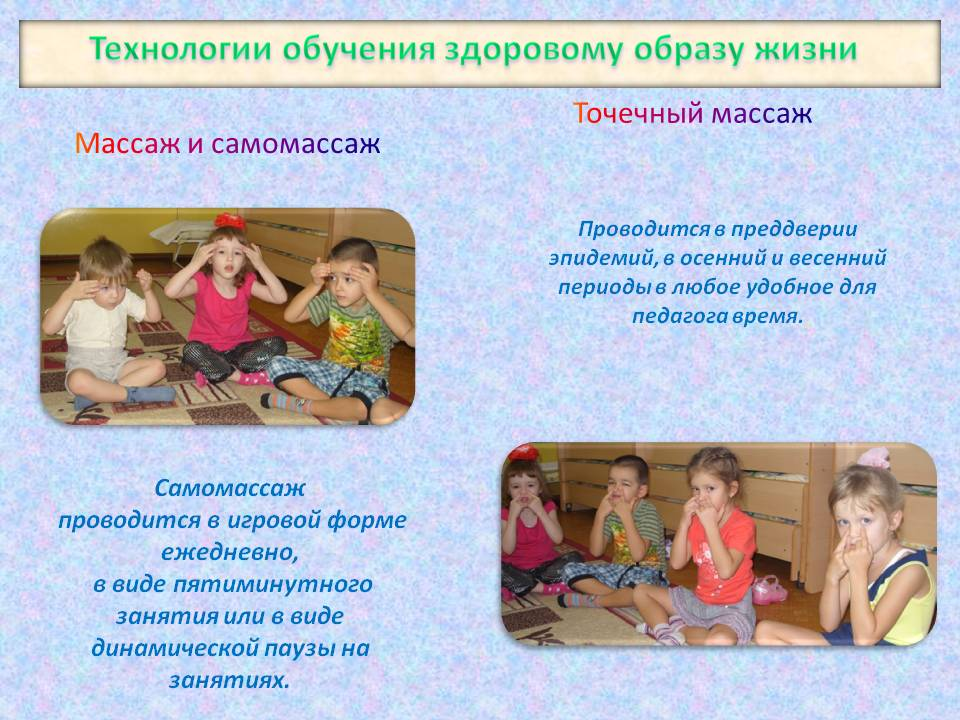 Технологии обучения здоровому образу жизни
Массаж и самомассаж
Самомассаж
проводится в игровой форме
ежедневно,
в виде пятиминутного
занятия или в виде
динамической паузы на
занятиях.
Точечный массаж
Проводится в преддверии
эпидемий, в осенний и весенний
периоды в любое удобное для
педагога время.